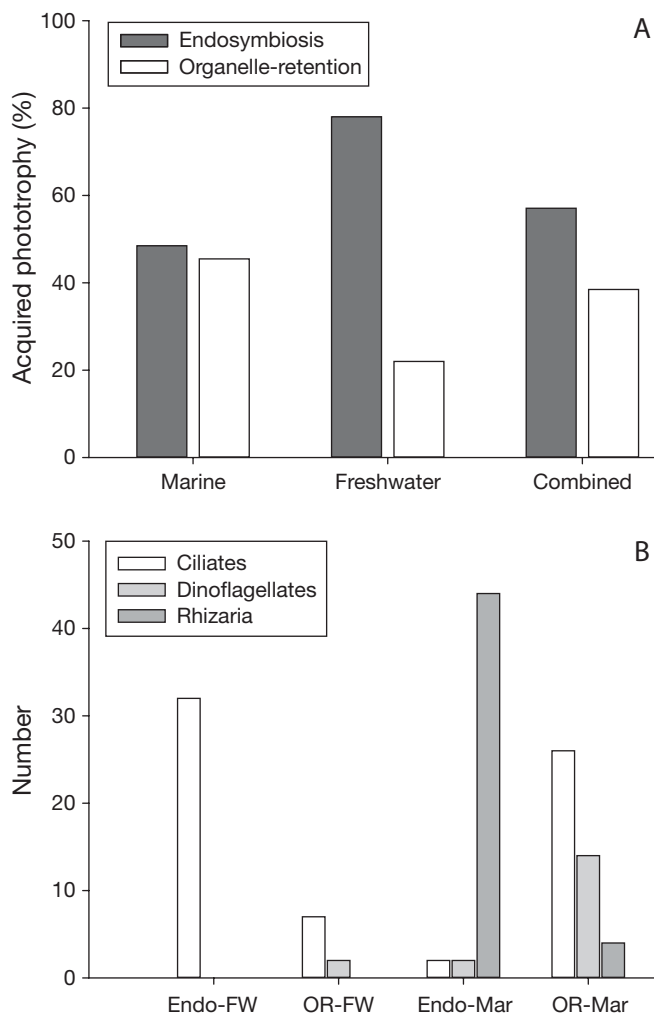 100
A
Endosymbiosis
Organelle-retention
80
60
40
20
0
Acquired phototrophy (%)
Marine Freshwater Combined
50
B
Ciliates
Dinoflagellates
Rhizaria
40
30
20
10
0
Number
Endo-FW OR-FW Endo-Mar OR-Mar